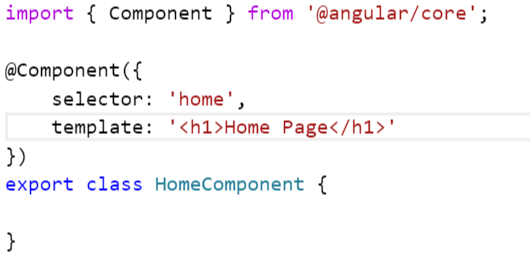 import { Component } from '@angular/core';
@Component({
    selector: 'home',
    template: '<h1>Home Page</h1>'
})
export class HomeComponent {
}